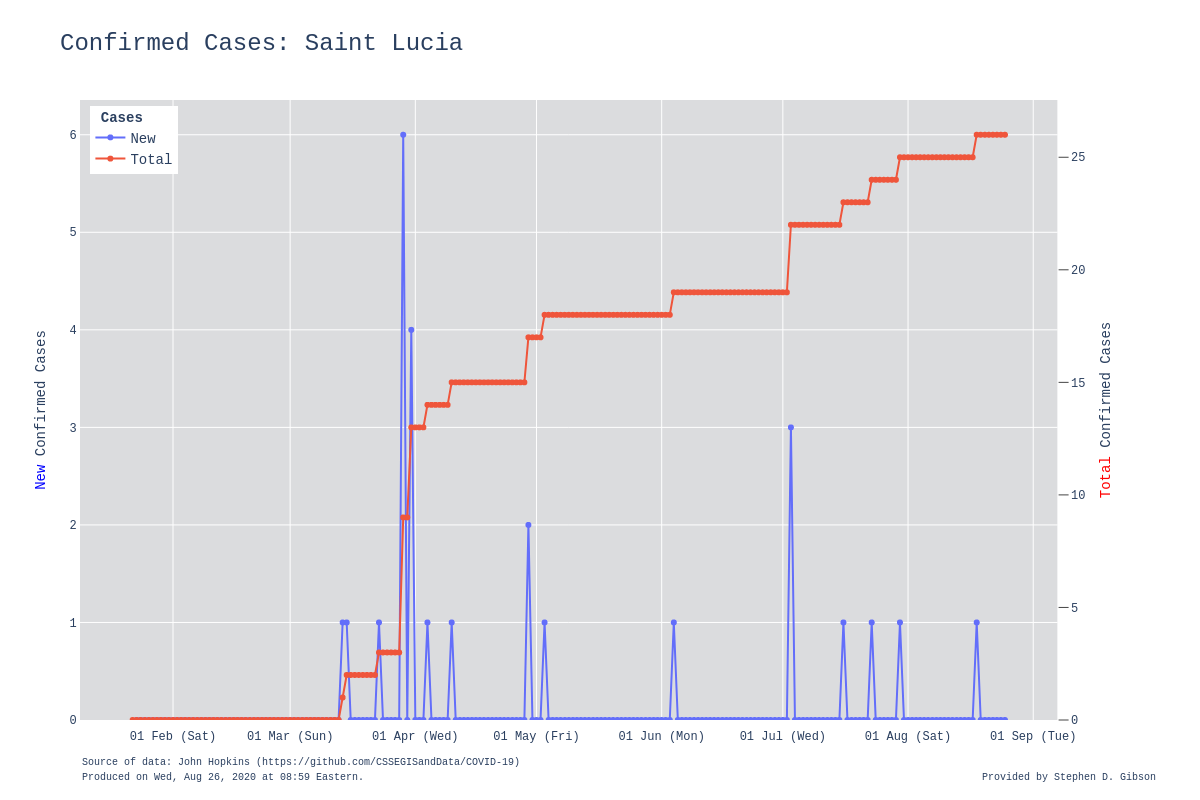 Confirmed Cases: Saint Lucia
Cases
New
Total
6
5
4
3
2
1
0
New Confirmed Cases
25
20
15
10
5
0
Total Confirmed Cases
01 Feb (Sat) 01 Mar (Sun) 01 Apr (Wed) 01 May (Fri) 01 Jun (Mon) 01 Jul (Wed) 01 Aug (Sat) 01 Sep (Tue)
Source of data: John Hopkins (https://github.com/CSSEGISandData/COVID-19)
Produced on Wed, Aug 26, 2020 at 08:59 Eastern.
Provided by Stephen D. Gibson